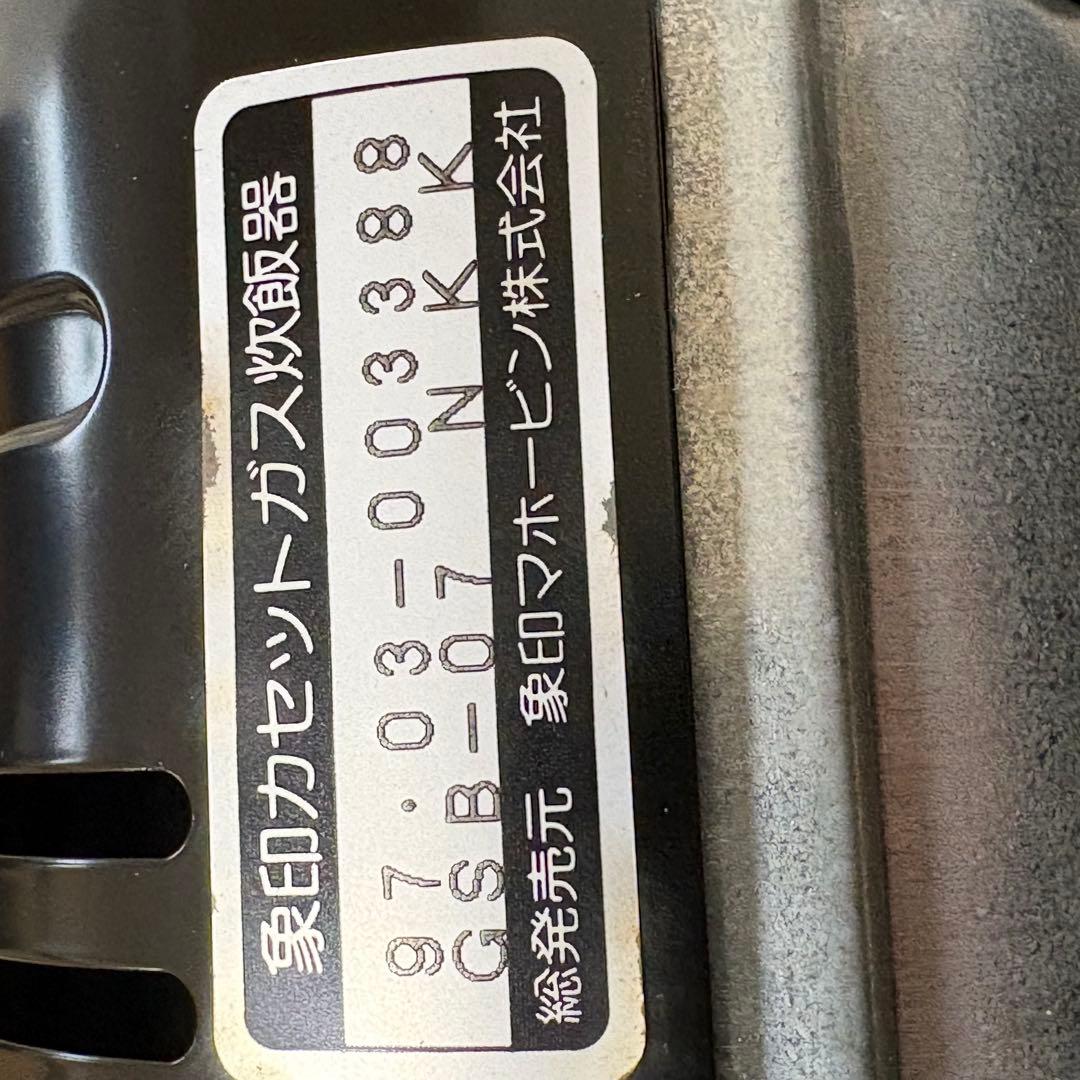 象印カセットガス炊飯器
97.03-003388
GSB-07 NKK
総発売元 象印マホービン株式会社